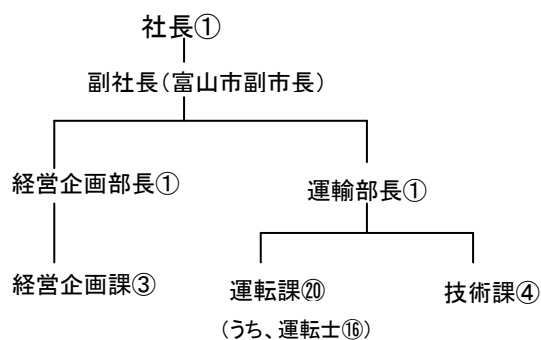 社長①
副社長（富山市副市長）
経営企画部長①
運輸部長①
経営企画課③
運転課⑳
技術課④
（うち、運転士⑯）